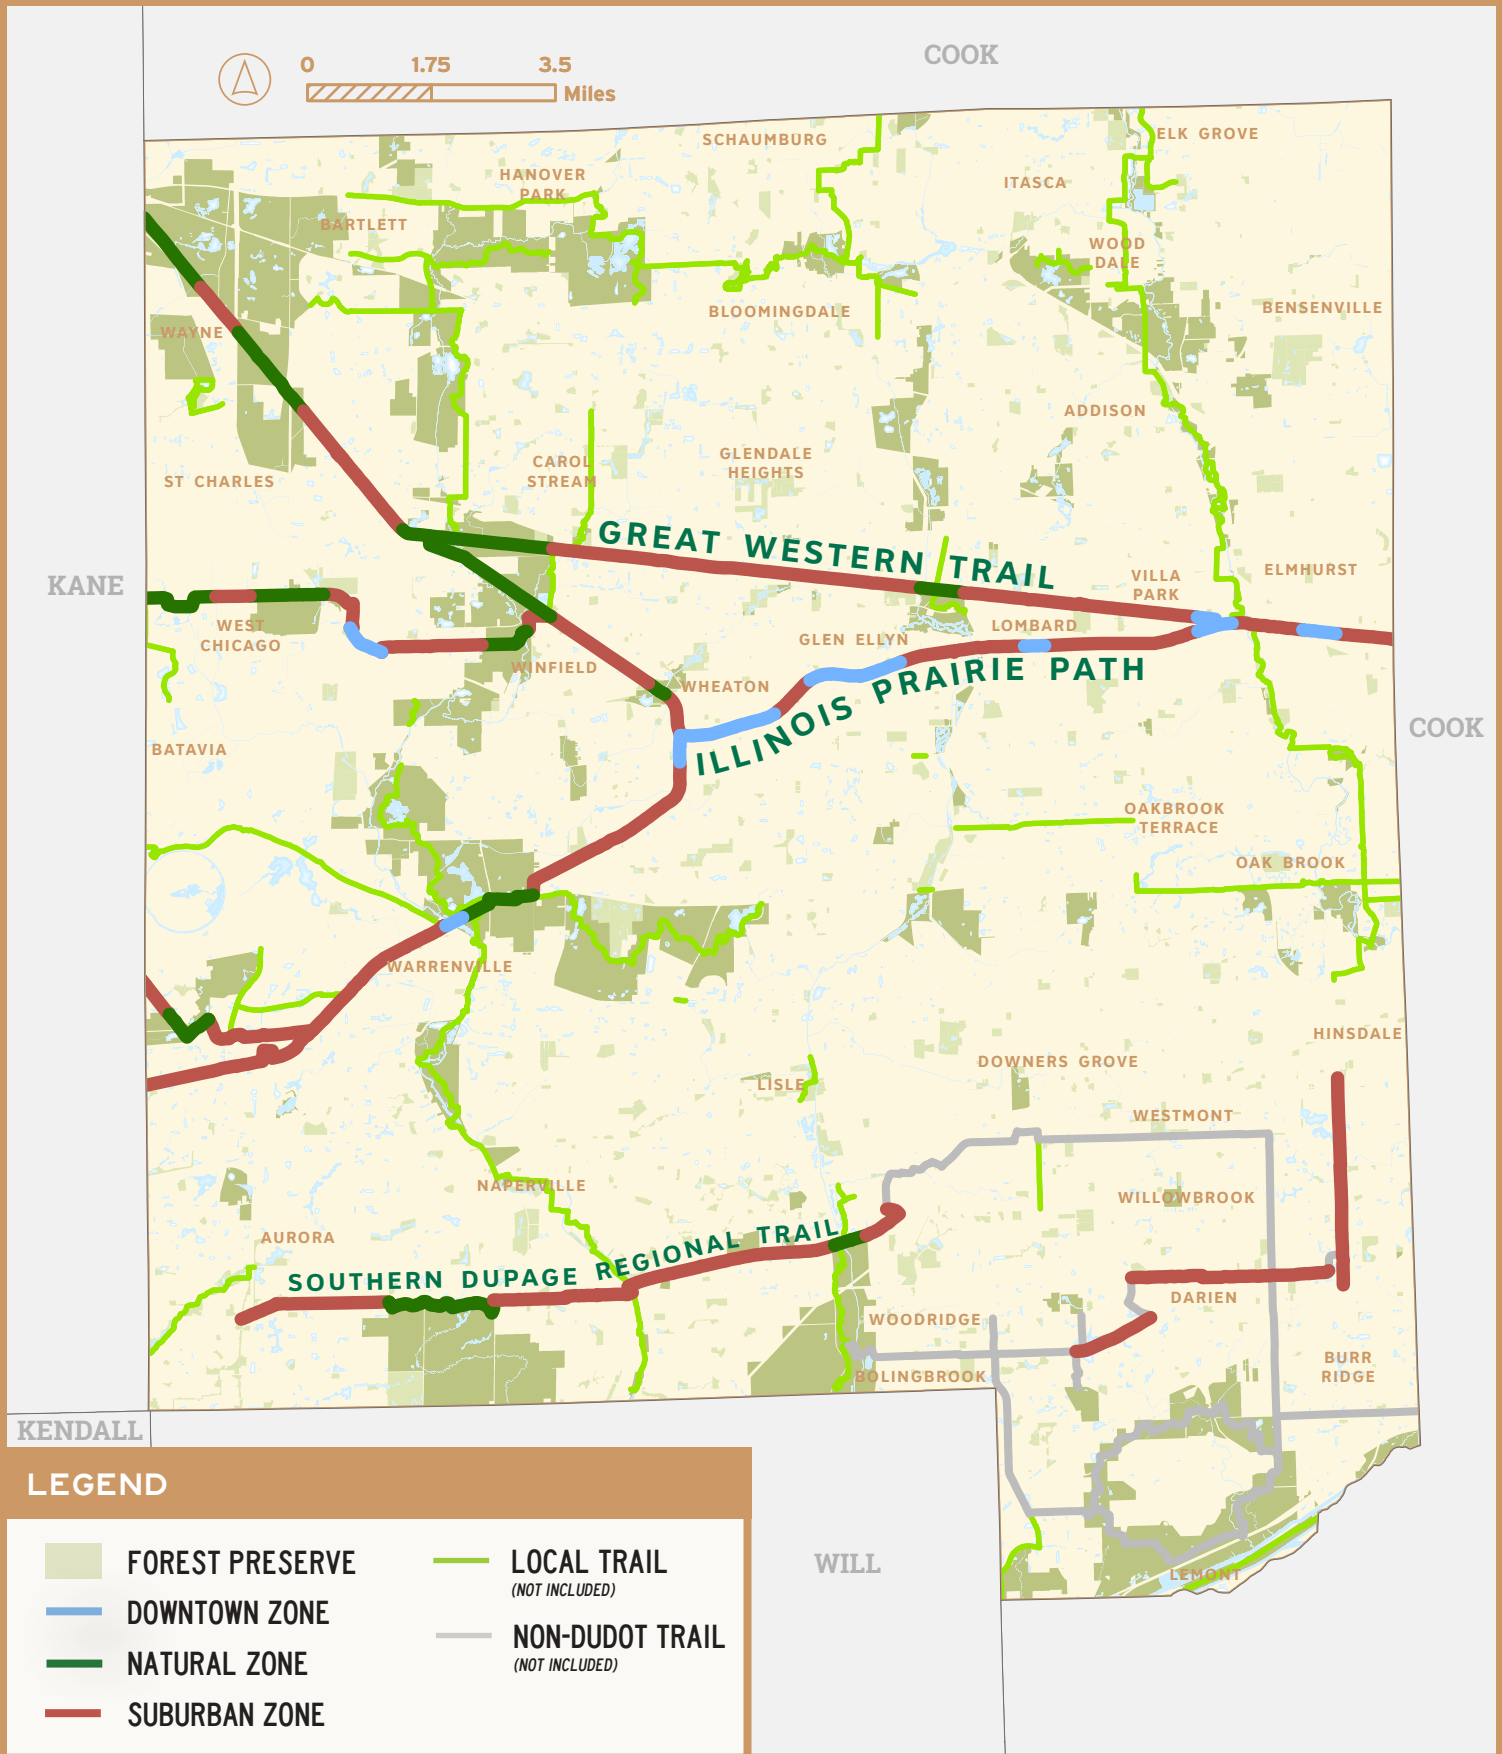 COOK
0 1.75 3.5
Miles
SCHAUMBURG
ELK GROVE
HANOVER
PARK
ITASCA
BARTLETT
WOOD
DALE
BLOOMINGDALE
BENSENVILLE
WAYNE
ADDISON
GLENDALE
HEIGHTS
CAROL
STREAM
ST CHARLES
GREAT WESTERN TRAIL
KANE
VILLA
PARK
ELMHURST
WEST
CHICAGO
LOMBARD
GLEN ELLYN
WINFIELD
WHEATON
ILLINOIS PRAIRIE PATH
COOK
BATAVIA
OAKBROOK
TERRACE
OAK BROOK
WARRENVILLE
HINSDALE
DOWNERS GROVE
LISLE
WESTMONT
NAPERVILLE
WILLOWBROOK
AURORA
SOUTHERN DUPAGE REGIONAL TRAIL
DARIEN
WOODRIDGE
BURR
RIDGE
BOLINGBROOK
KENDALL
WILL
LEMONT
LEGEND
FOREST PRESERVE
DOWNTOWN ZONE
NATURAL ZONE
SUBURBAN ZONE
LOCAL TRAIL
(NOT INCLUDED)
NON-DUDOT TRAIL
(NOT INCLUDED)